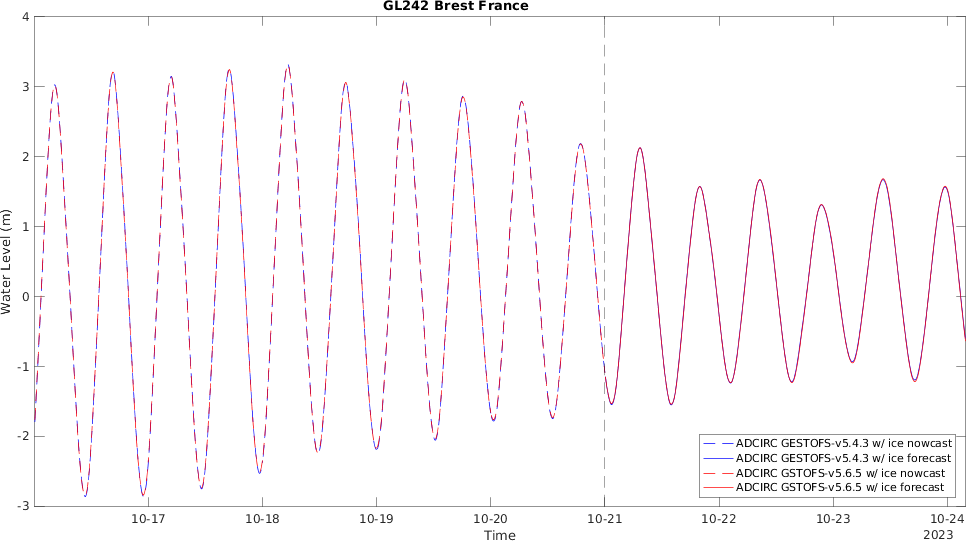 GL242 Brest France
4
3
2
1
0
-1
-2
-3
Water Level (m)
ADCIRC GESTOFS-v5.4.3 w/ ice nowcast
ADCIRC GESTOFS-v5.4.3 w/ ice forecast
ADCIRC GSTOFS-v5.6.5 w/ ice nowcast
ADCIRC GSTOFS-v5.6.5 w/ ice forecast
10-17 10-18 10-19 10-20 10-21 10-22 10-23 10-24
Time 2023